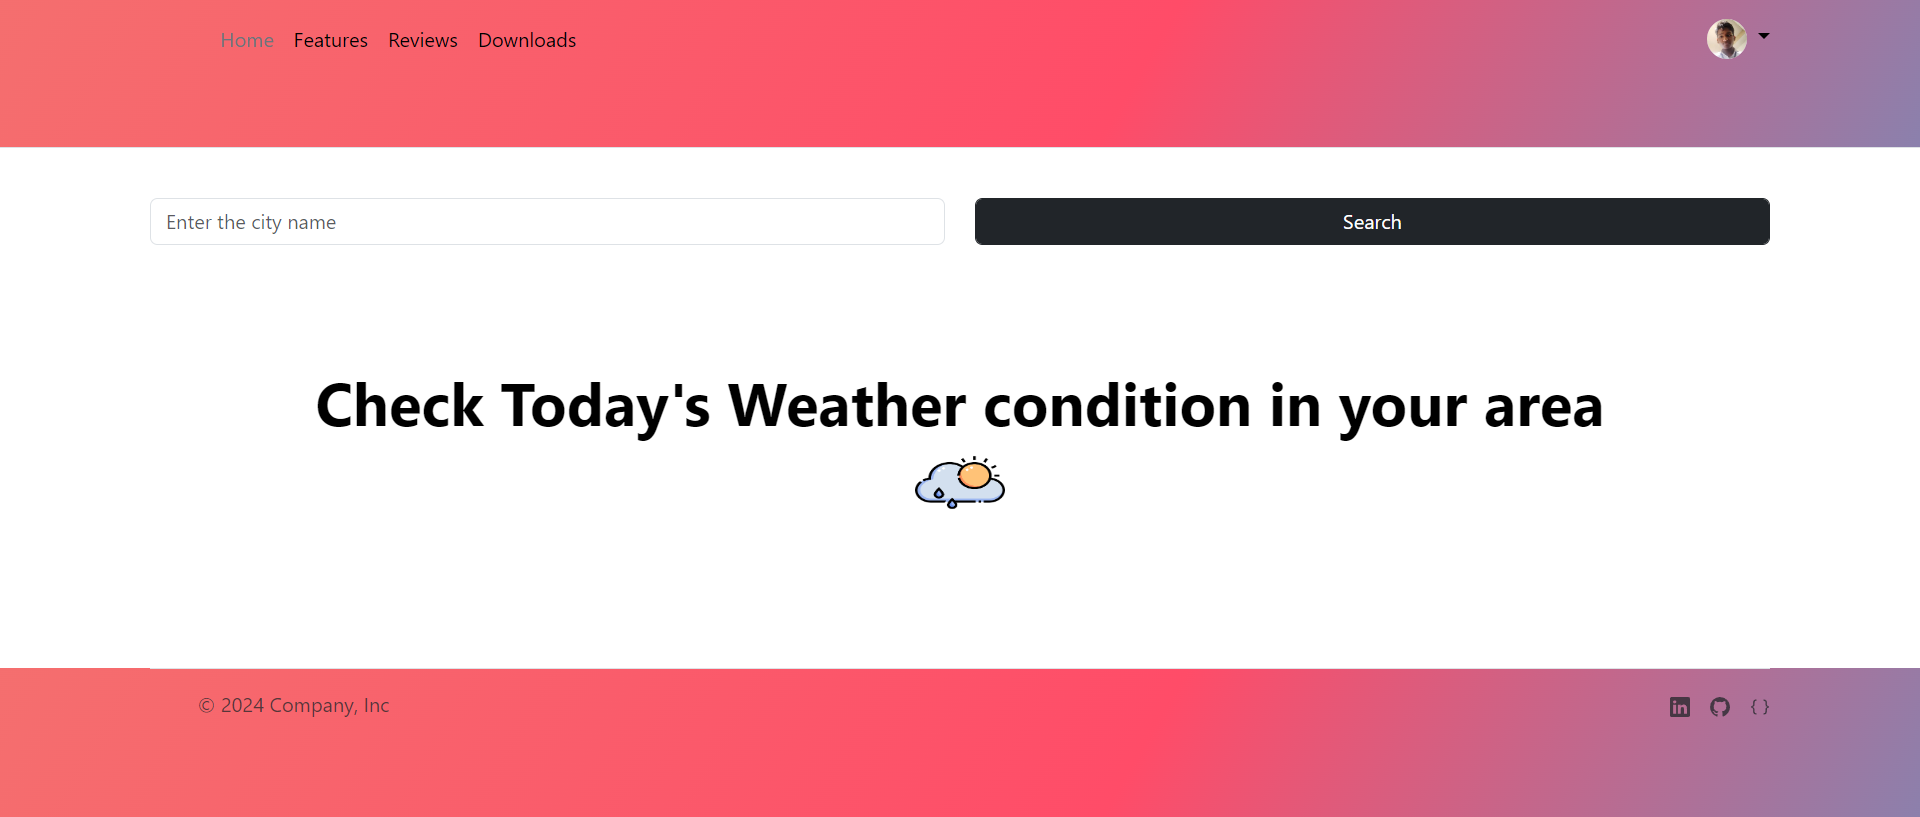 Home Features Reviews Downloads
Enter the city name Search
Check Today's Weather condition in your area
© 2024 Company, Inc